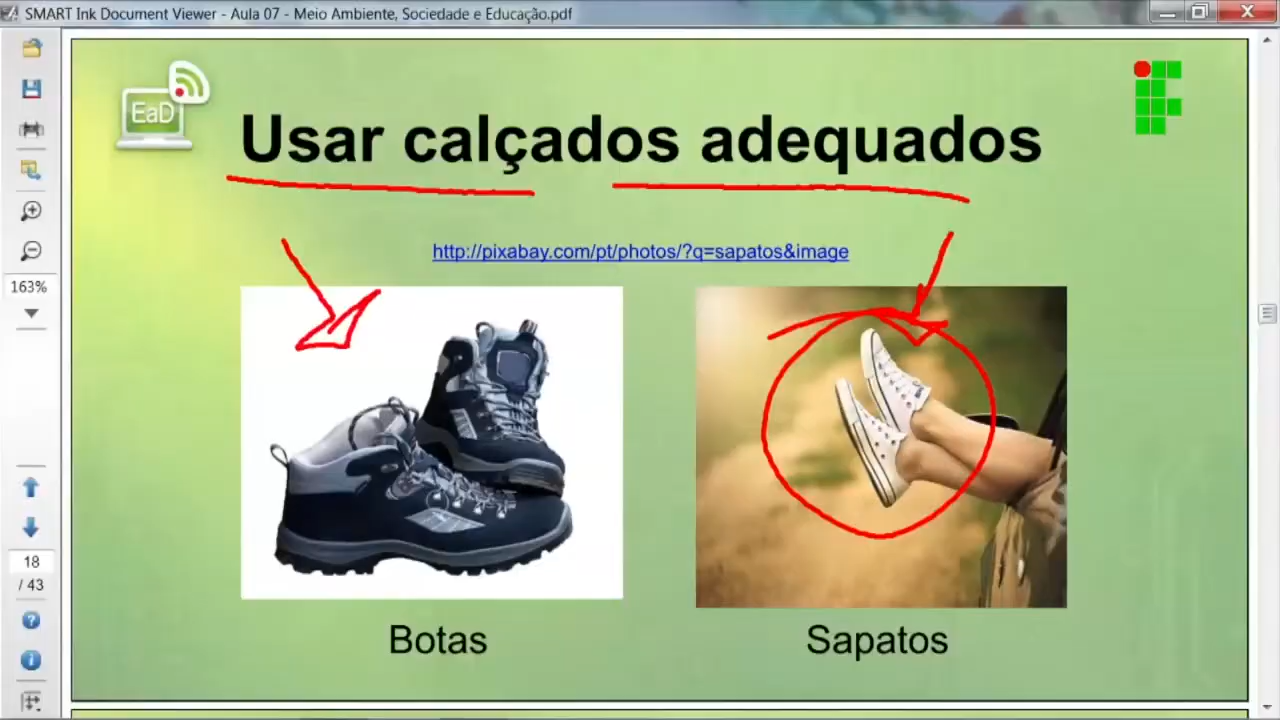 SMART Ink Document Viewer - Aula 07 - Meio Ambiente, Sociedade e Educação.pdf
EaD
Usar calçados adequados
http://pixabay.com/pt/photos/?q=sapatos&image
163%
18
/ 43
Botas
Sapatos